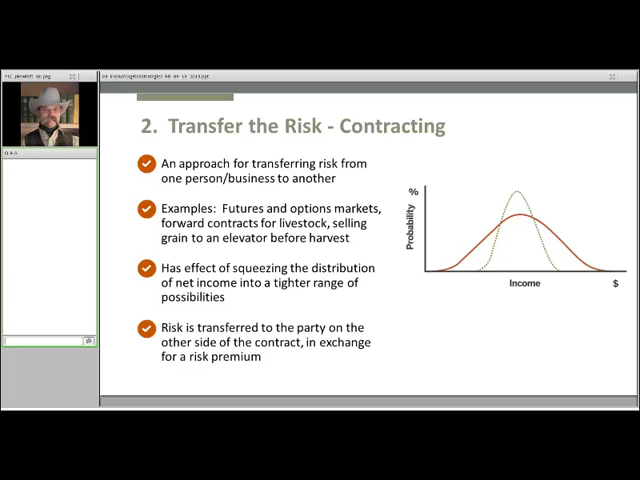 2. Transfer the Risk - Contracting
An approach for transferring risk from
one person/business to another
Examples: Futures and options markets,
forward contracts for livestock, selling
grain to an elevator before harvest
Has effect of squeezing the distribution
of net income into a tighter range of
possibilities
Risk is transferred to the party on the
other side of the contract, in exchange
for a risk premium
%
Probability
Income
$